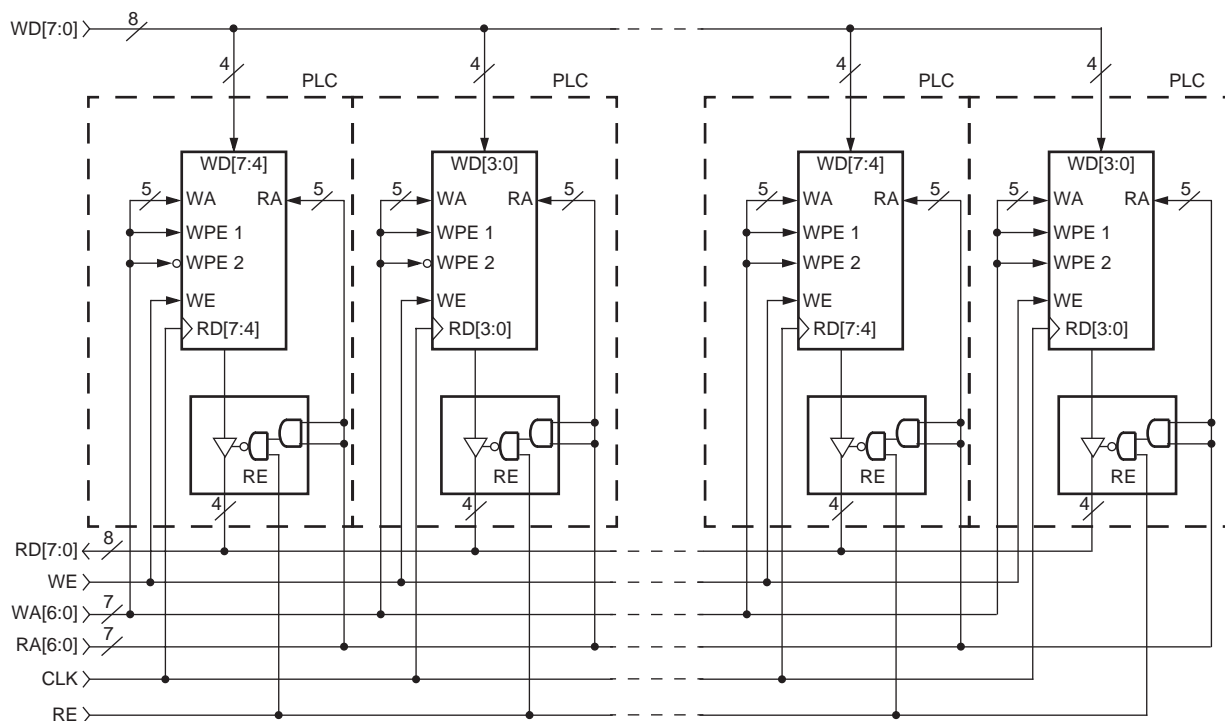 WD[7:0] 8
4 4 4 4
PLC PLC PLC PLC
WD[7:4] WD[3:0] WD[7:4] WD[3:0]
5 WA RA 5 5 WA RA 5 5 WA RA 5 5 WA RA 5
WPE 1 WPE 1 WPE 1 WPE 1
WPE 2 WPE 2 WPE 2 WPE 2
WE WE WE WE
RD[7:4] RD[3:0] RD[7:4] RD[3:0]
RE RE RE RE
4 4 4 4
RD[7:0] 8
WE
WA[6:0] 7
RA[6:0] 7
CLK
RE